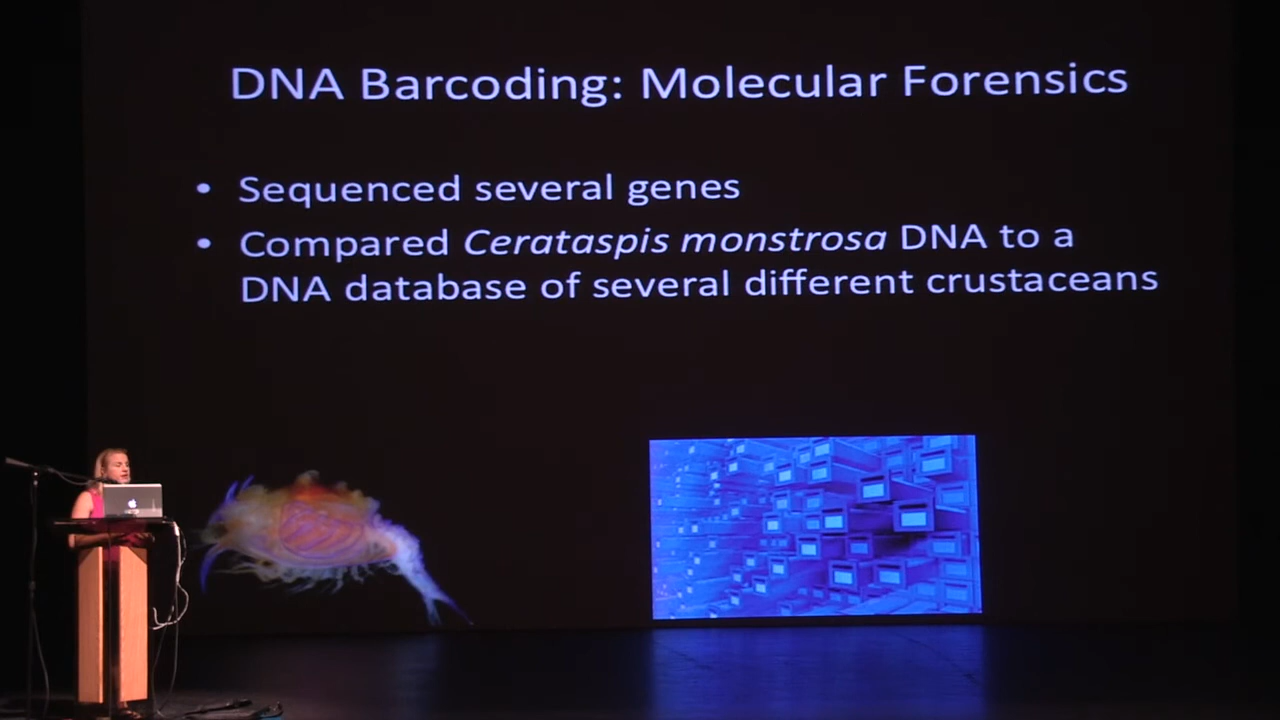 DNA Barcoding: Molecular Forensics
• Sequenced several genes
• Compared Cerataspis monstrosa DNA to a
DNA database of several different crustaceans